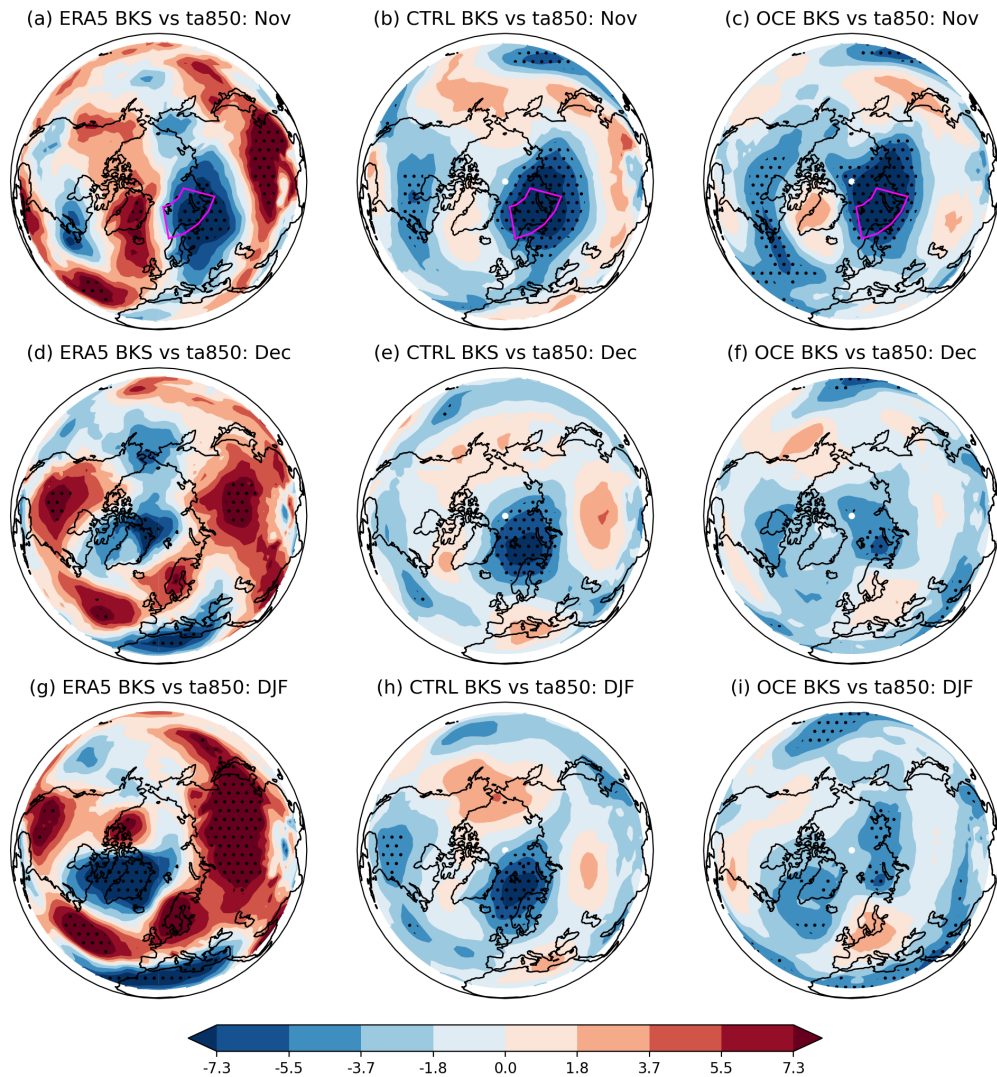 (a) ERA5 BKS vs ta850: Nov
(b) CTRL BKS vs ta850: Nov
(c) OCE BKS vs ta850: Nov
(d) ERA5 BKS vs ta850: Dec
(e) CTRL BKS vs ta850: Dec
(f) OCE BKS vs ta850: Dec
(g) ERA5 BKS vs ta850: DJF
(h) CTRL BKS vs ta850: DJF
(i) OCE BKS vs ta850: DJF
-7.3 -5.5 -3.7 -1.8 0.0 1.8 3.7 5.5 7.3